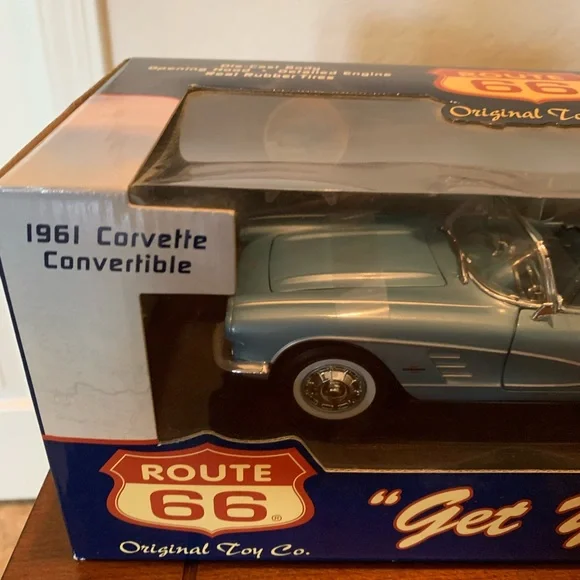 Die-Cast Body
Opening Hood Detailed Engine
Real Rubber Tires
ROUTE
66
"Original To
1961 Corvette
Convertible
ROUTE
66®
Original Toy Co.
"Get